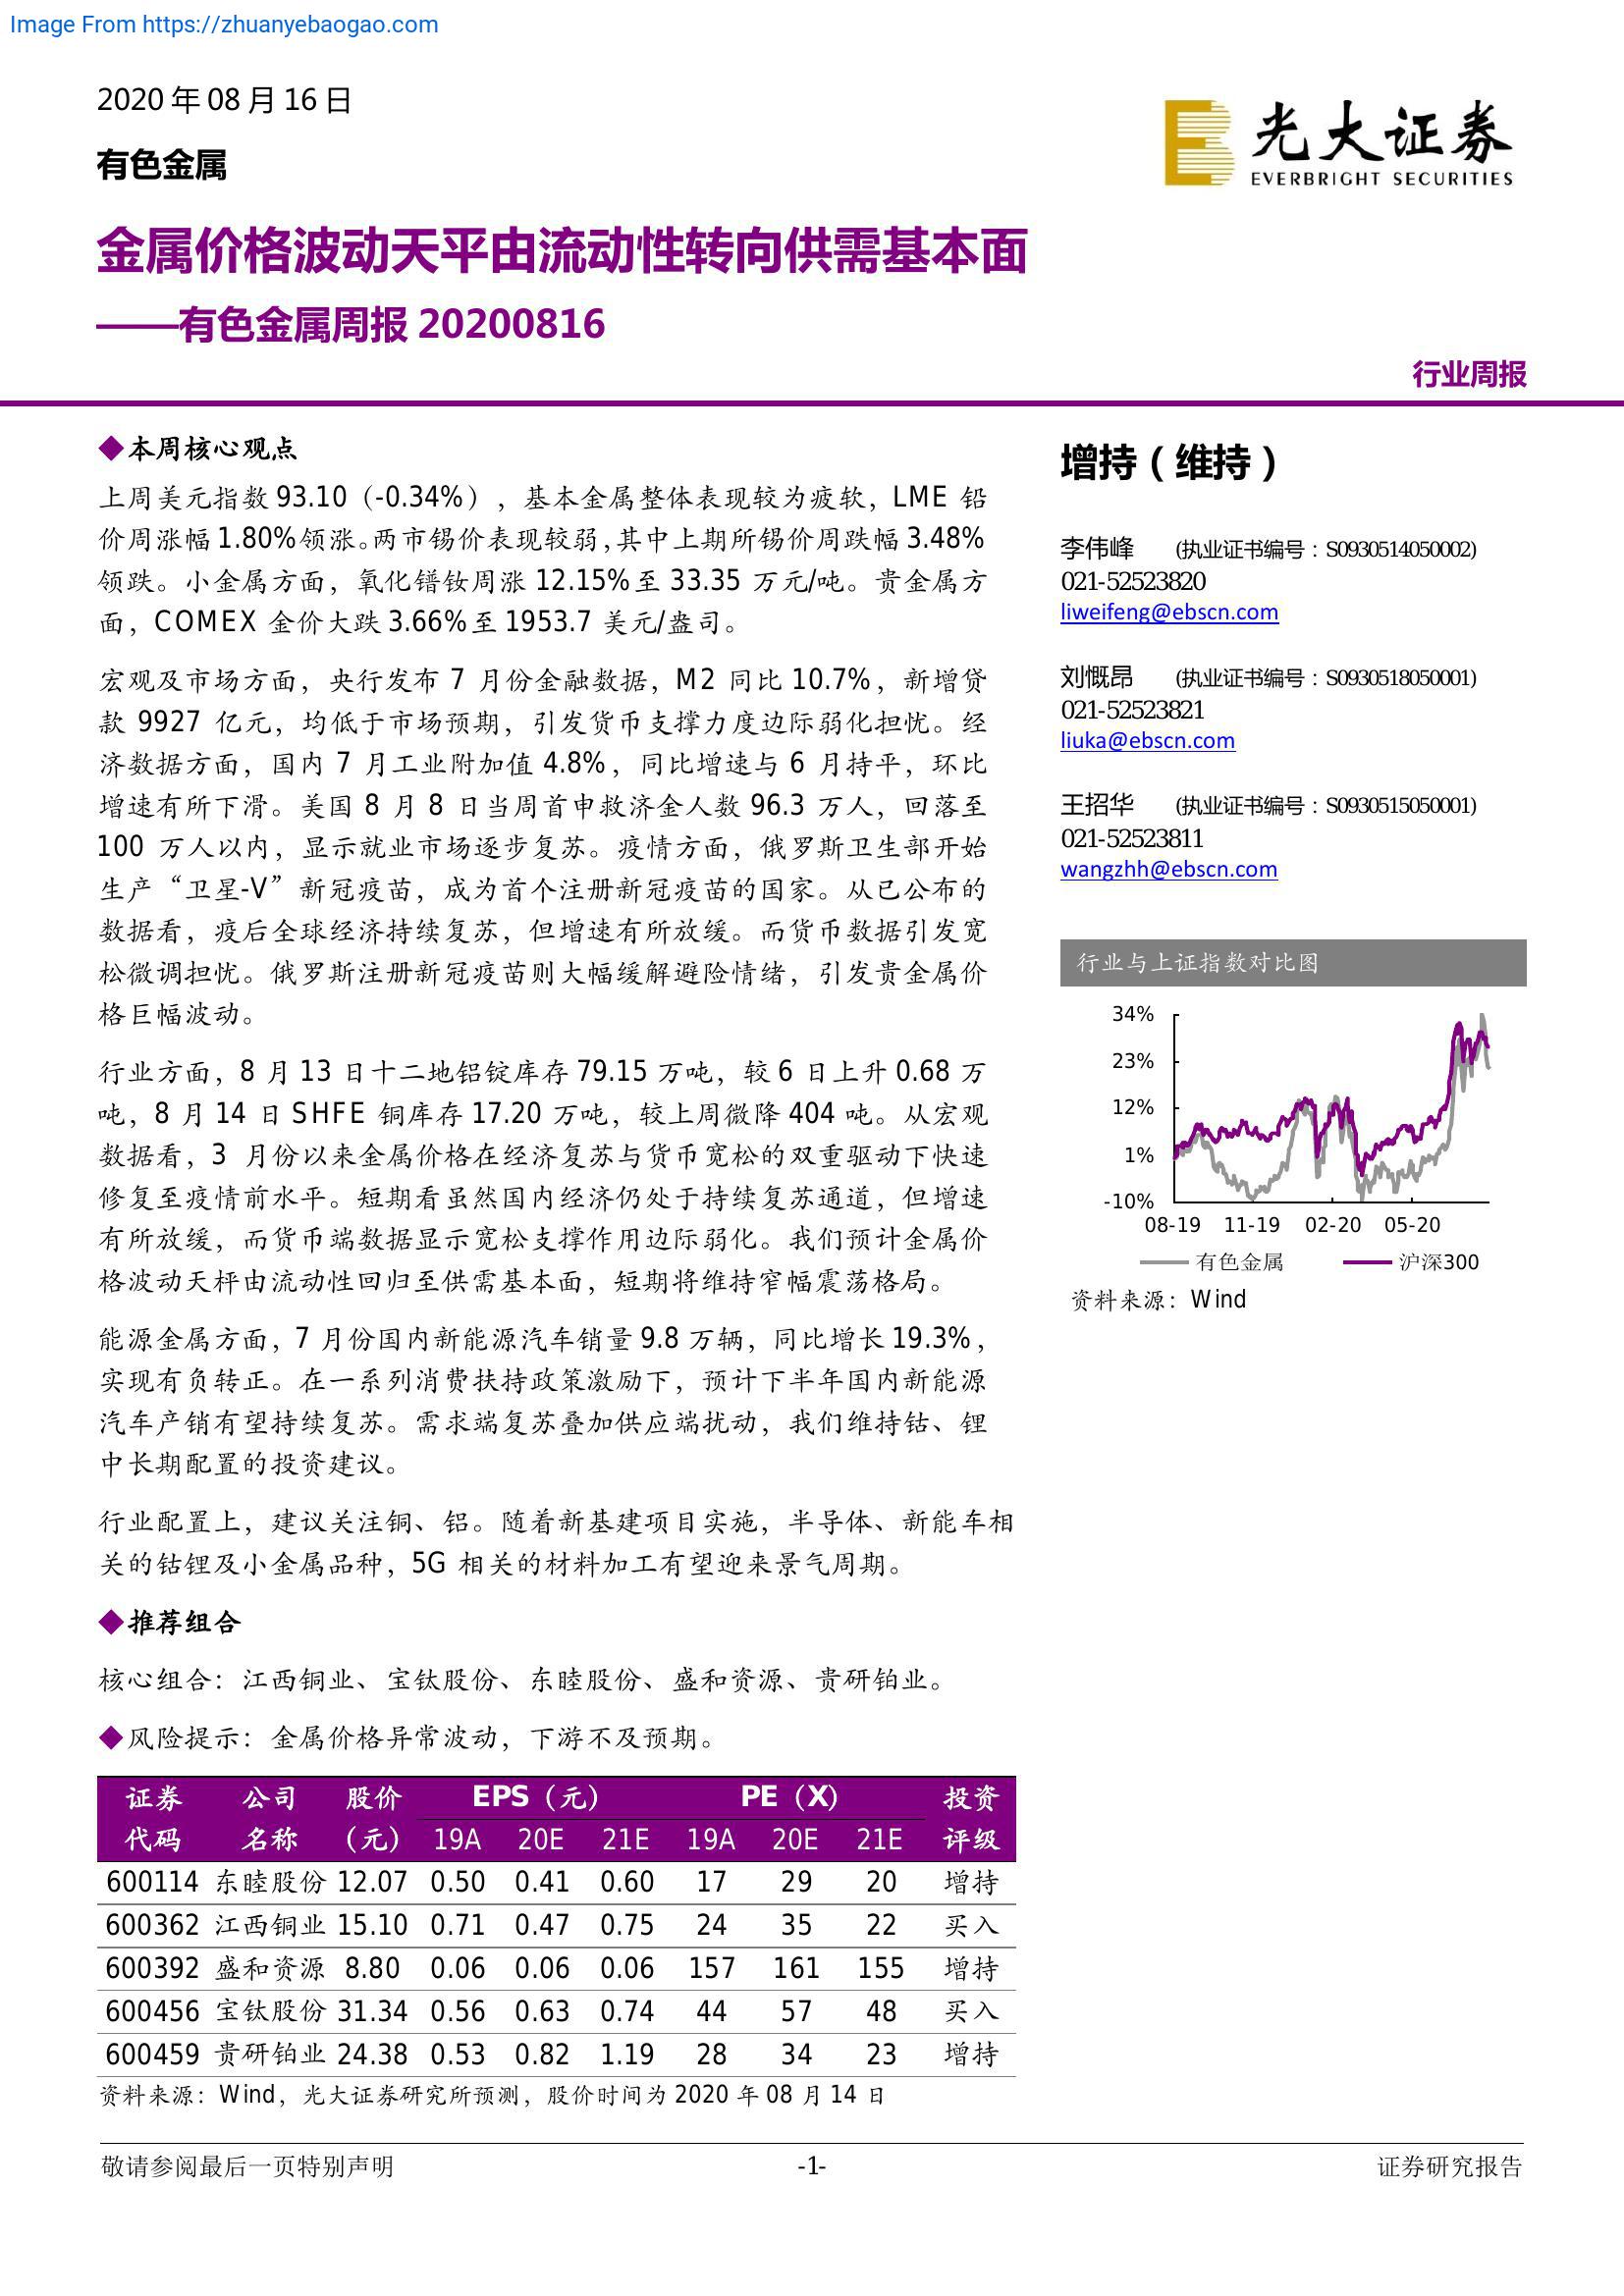 Image From https://zhuanyebaogao.com
2020 年 08 月 16 日
有色金属
光大证券
EVERBRIGHT SECURITIES
金属价格波动天平由流动性转向供需基本面
——有色金属周报 20200816
行业周报
◆本周核心观点
上周美元指数 93.10（-0.34%），基本金属整体表现较为疲软，LME 铅
价周涨幅 1.80%领涨。两市锡价表现较弱，其中上期所锡价周跌幅 3.48%
领跌。小金属方面，氧化镨钕周涨 12.15%至 33.35 万元/吨。贵金属方
面，COMEX 金价大跌 3.66%至 1953.7 美元/盎司。
宏观及市场方面，央行发布 7 月份金融数据，M2 同比 10.7%，新增贷
款 9927 亿元，均低于市场预期，引发货币支撑力度边际弱化担忧。经
济数据方面，国内 7 月工业附加值 4.8%，同比增速与 6 月持平，环比
增速有所下滑。美国 8 月 8 日当周首申救济金人数 96.3 万人，回落至
100 万人以内，显示就业市场逐步复苏。疫情方面，俄罗斯卫生部开始
生产“卫星-V”新冠疫苗，成为首个注册新冠疫苗的国家。从已公布的
数据看，疫后全球经济持续复苏，但增速有所放缓。而货币数据引发宽
松微调担忧。俄罗斯注册新冠疫苗则大幅缓解避险情绪，引发贵金属价
格巨幅波动。
行业方面，8 月 13 日十二地铝锭库存 79.15 万吨，较 6 日上升 0.68 万
吨，8 月 14 日 SHFE 铜库存 17.20 万吨，较上周微降 404 吨。从宏观
数据看，3 月份以来金属价格在经济复苏与货币宽松的双重驱动下快速
修复至疫情前水平。短期看虽然国内经济仍处于持续复苏通道，但增速
有所放缓，而货币端数据显示宽松支撑作用边际弱化。我们预计金属价
格波动天枰由流动性回归至供需基本面，短期将维持窄幅震荡格局。
能源金属方面，7 月份国内新能源汽车销量 9.8 万辆，同比增长 19.3%，
实现有负转正。在一系列消费扶持政策激励下，预计下半年国内新能源
汽车产销有望持续复苏。需求端复苏叠加供应端扰动，我们维持钴、锂
中长期配置的投资建议。
行业配置上，建议关注铜、铝。随着新基建项目实施，半导体、新能车相
关的钴锂及小金属品种，5G 相关的材料加工有望迎来景气周期。
◆推荐组合
核心组合：江西铜业、宝钛股份、东睦股份、盛和资源、贵研铂业。
◆风险提示：金属价格异常波动，下游不及预期。
证券 公司 股价 EPS（元） PE（X） 投资
代码 名称 （元） 19A 20E 21E 19A 20E 21E 评级
600114 东睦股份 12.07 0.50 0.41 0.60 17 29 20 增持
600362 江西铜业 15.10 0.71 0.47 0.75 24 35 22 买入
600392 盛和资源 8.80 0.06 0.06 0.06 157 161 155 增持
600456 宝钛股份 31.34 0.56 0.63 0.74 44 57 48 买入
600459 贵研铂业 24.38 0.53 0.82 1.19 28 34 23 增持
资料来源：Wind，光大证券研究所预测，股价时间为 2020 年 08 月 14 日
增持（维持）
李伟峰 (执业证书编号：S0930514050002)
021-52523820
liweifeng@ebscn.com
刘慨昂 (执业证书编号：S0930518050001)
021-52523821
liuka@ebscn.com
王招华 (执业证书编号：S0930515050001)
021-52523811
wangzhh@ebscn.com
行业与上证指数对比图
34%
23%
12%
1%
-10%
08-19 11-19 02-20 05-20
有色金属 沪深300
资料来源：Wind
敬请参阅最后一页特别声明 -1- 证券研究报告